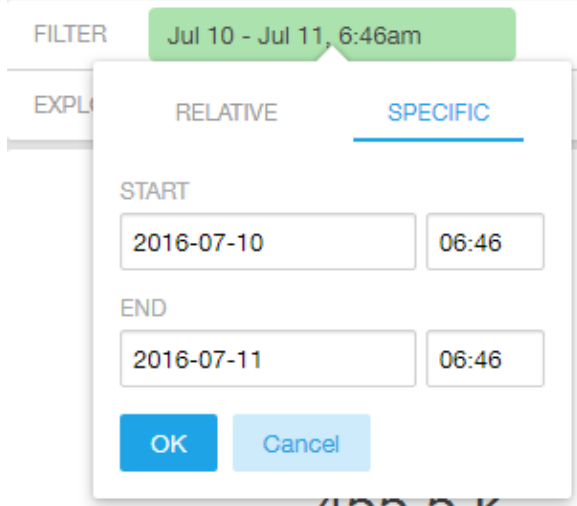 FILTER Jul 10 - Jul 11, 6:46am
RELATIVE SPECIFIC
START
2016-07-10 06:46
END
2016-07-11 06:46
OK Cancel